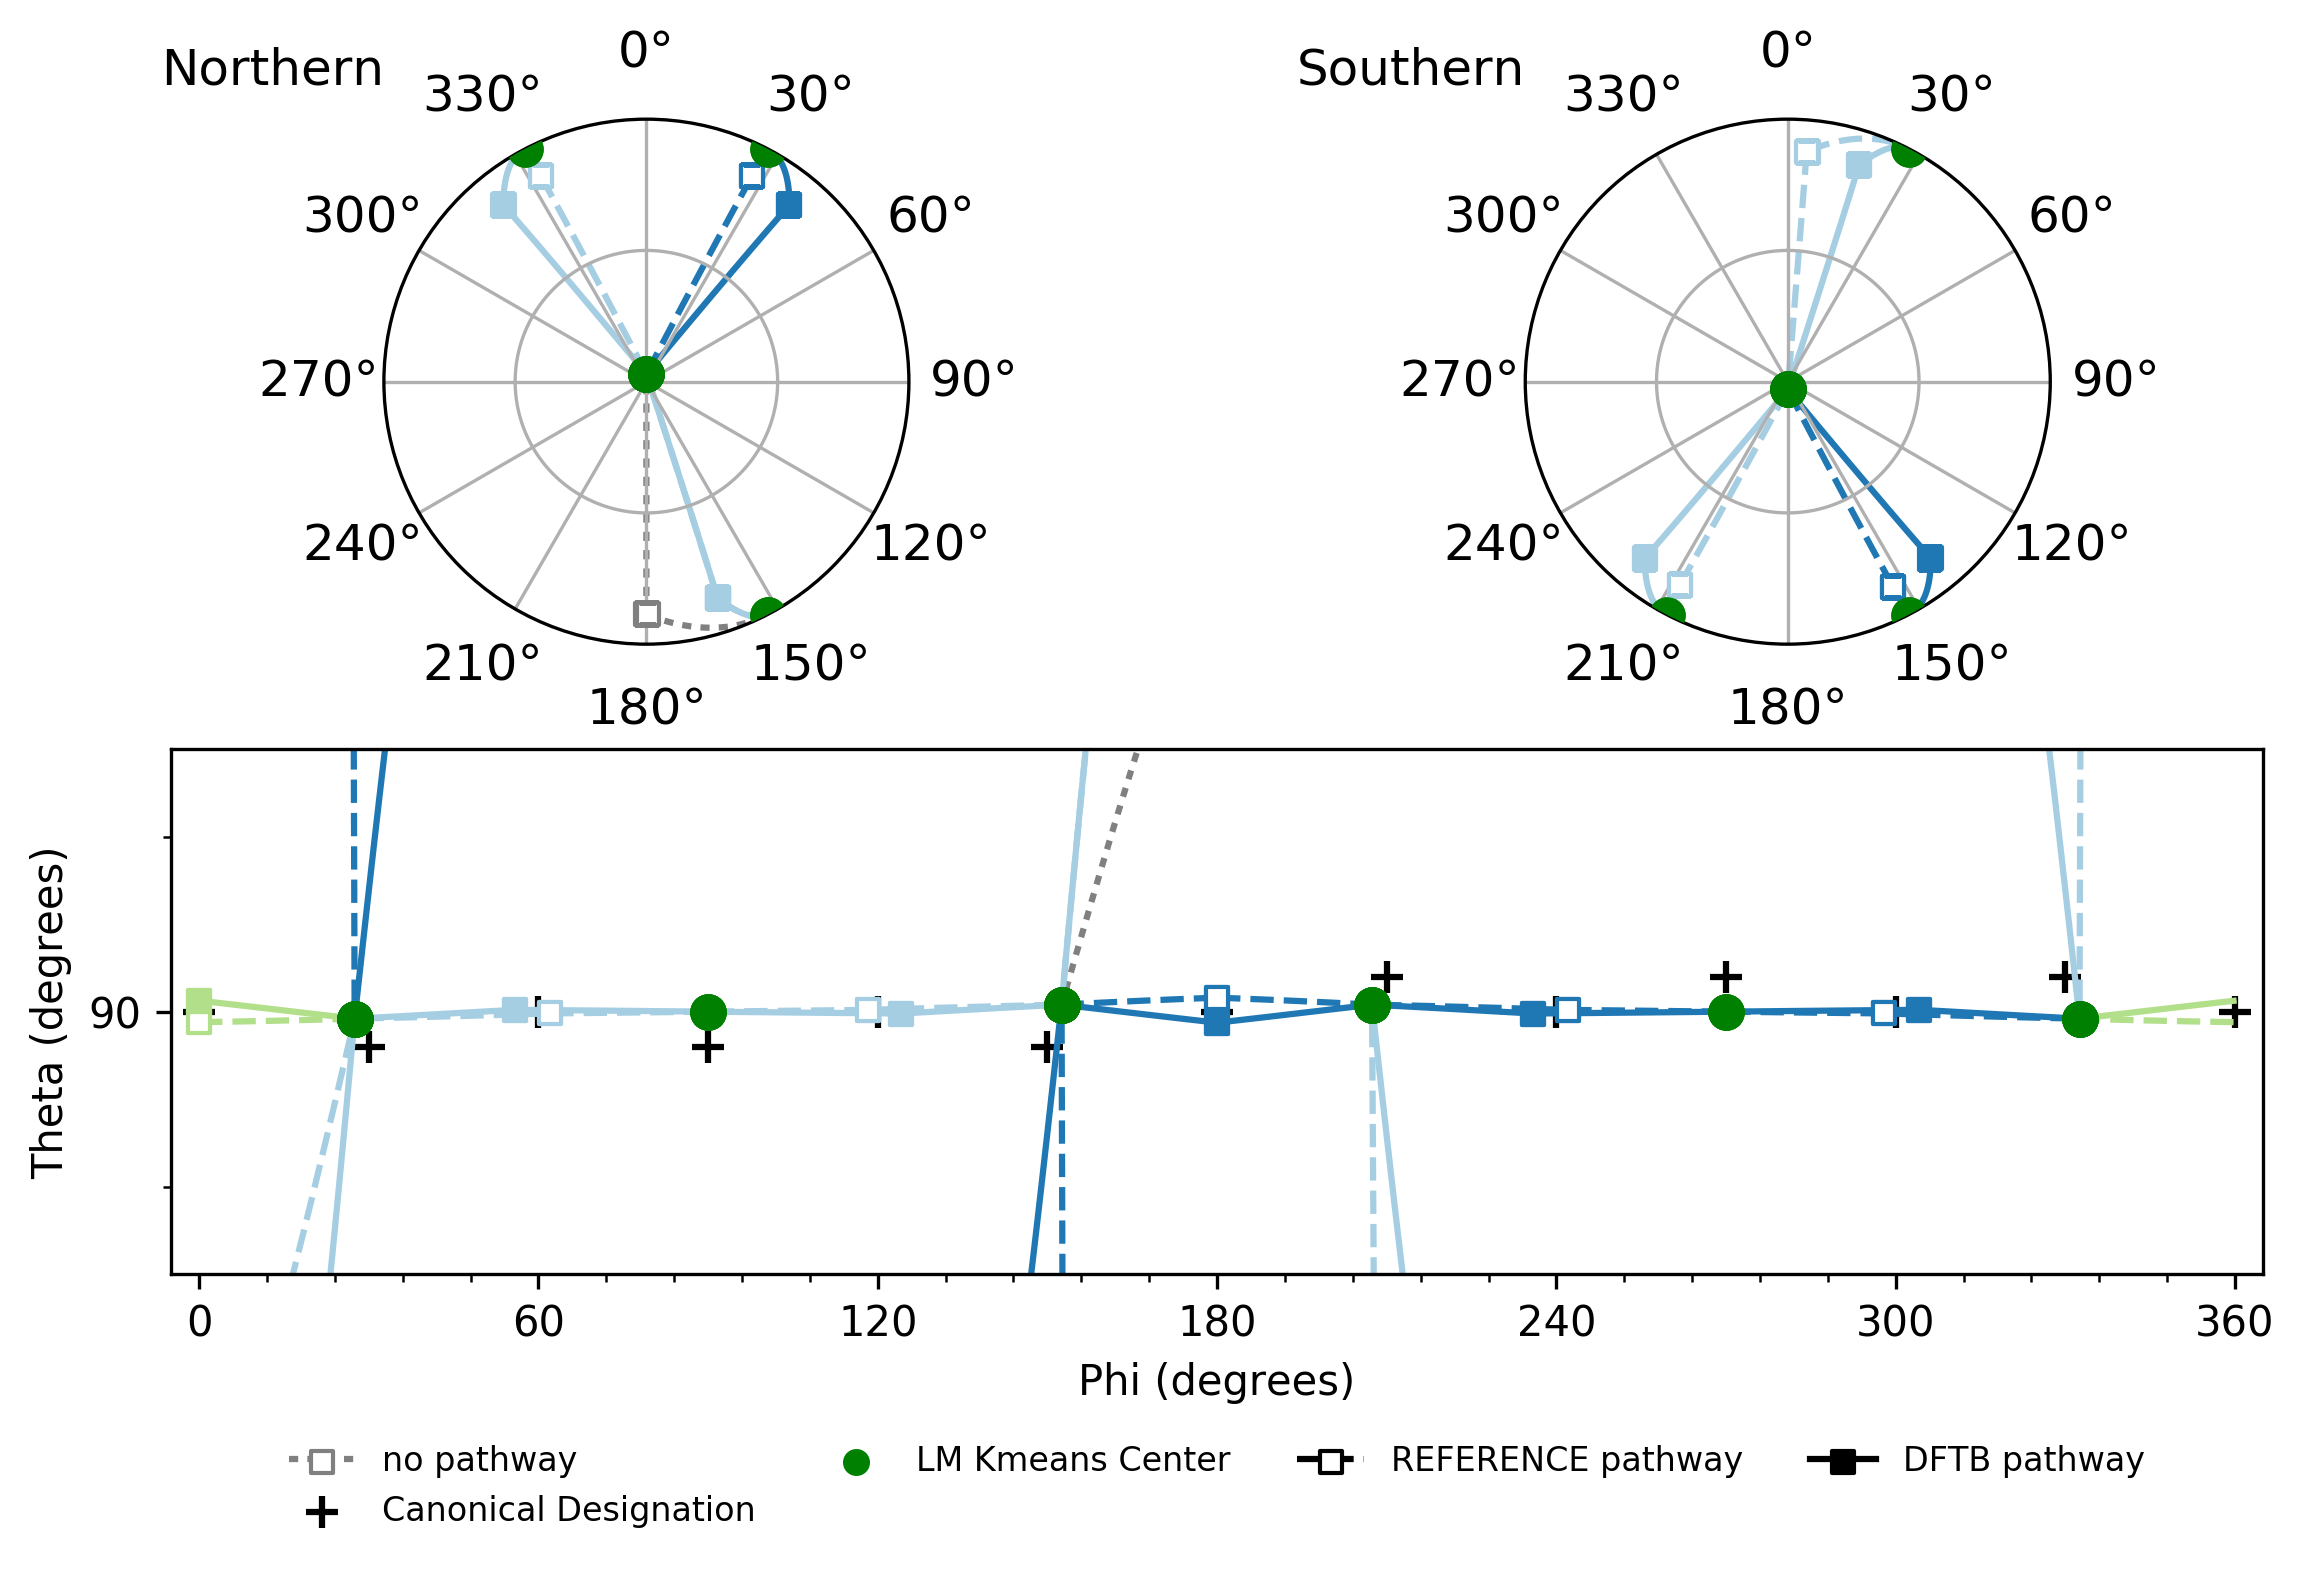 Northern
0°
330°
30°
300°
60°
270°
90°
240°
120°
210°
150°
180°
Southern
0°
330°
30°
300°
60°
270°
90°
240°
120°
210°
150°
180°
Theta (degrees)
90
0 60 120 180 240 300 360
Phi (degrees)
no pathway
Canonical Designation
LM Kmeans Center
REFERENCE pathway
DFTB pathway